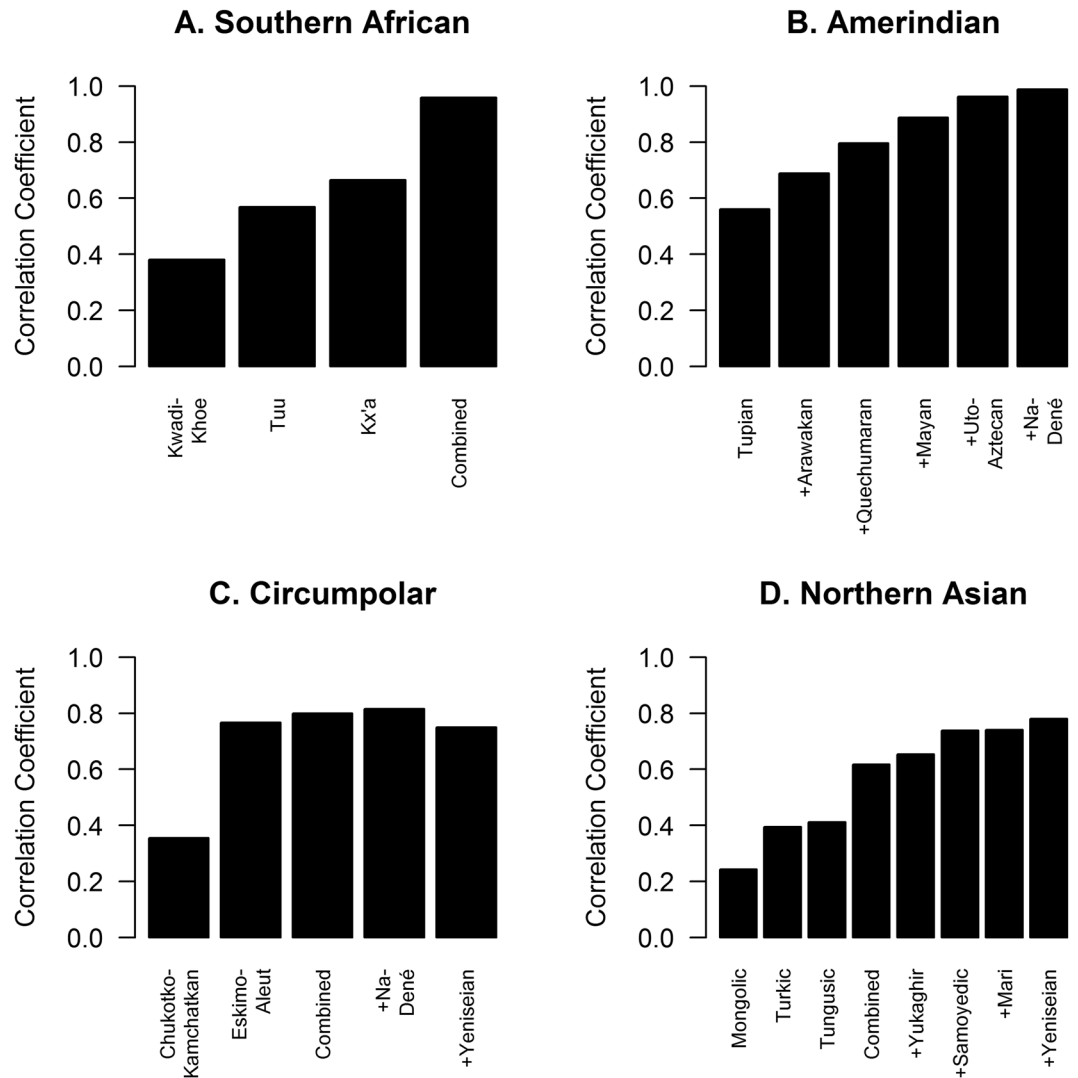 A. Southern African
Correlation Coefficient
1.0
0.8
0.6
0.4
0.2
0.0
Kwadi-
Khoe
Tuu
Kx'a
Combined
B. Amerindian
Correlation Coefficient
1.0
0.8
0.6
0.4
0.2
0.0
Tupian
+Arawakan
+Quechumaran
+Mayan
+Uto-
Aztecan
+Na-
Dené
C. Circumpolar
Correlation Coefficient
1.0
0.8
0.6
0.4
0.2
0.0
Chukotko-
Kamchatkan
Eskimo-
Aleut
Combined
+Na-
Dené
+Yeniseian
D. Northern Asian
Correlation Coefficient
1.0
0.8
0.6
0.4
0.2
0.0
Mongolic
Turkic
Tungusic
Combined
+Yukaghir
+Samoyedic
+Mari
+Yeniseian